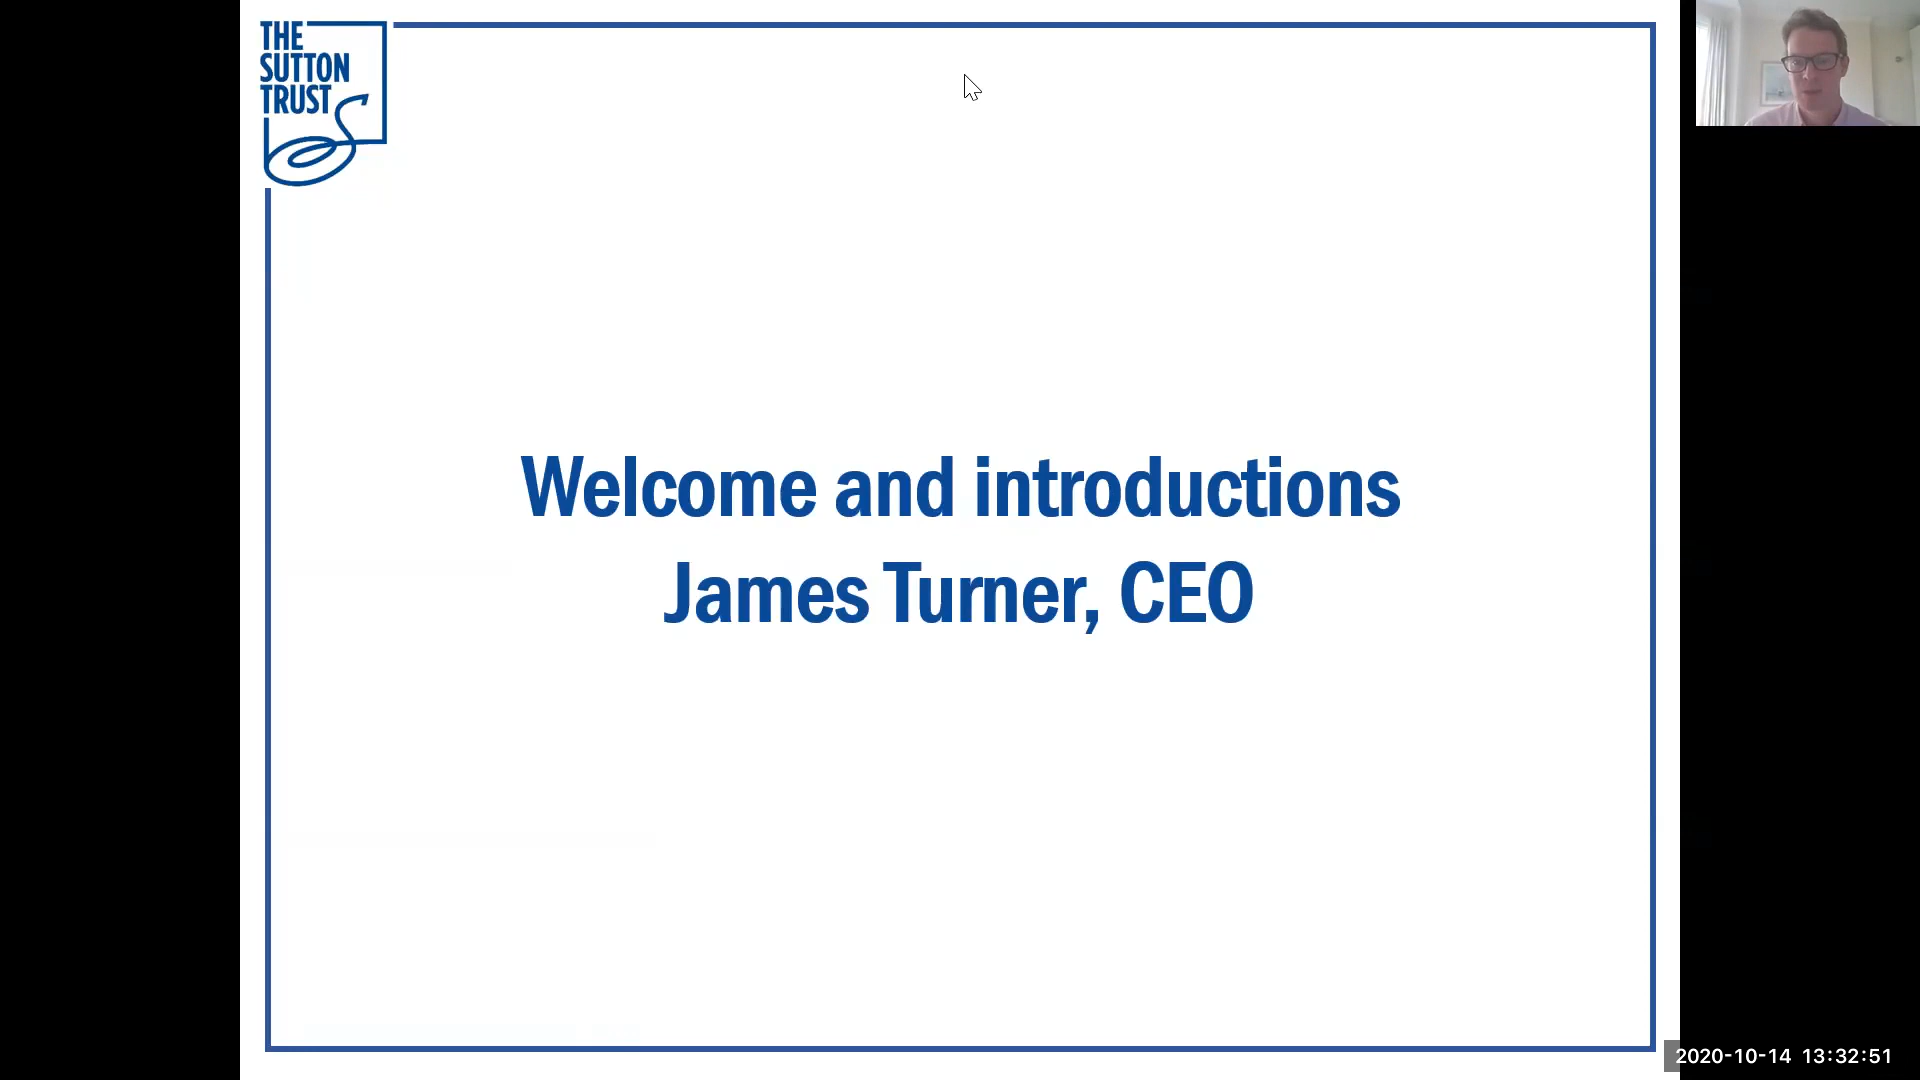 THE
SUTTON
TRUST
Welcome and introductions
James Turner, CEO
2020-10-14 13:32:51